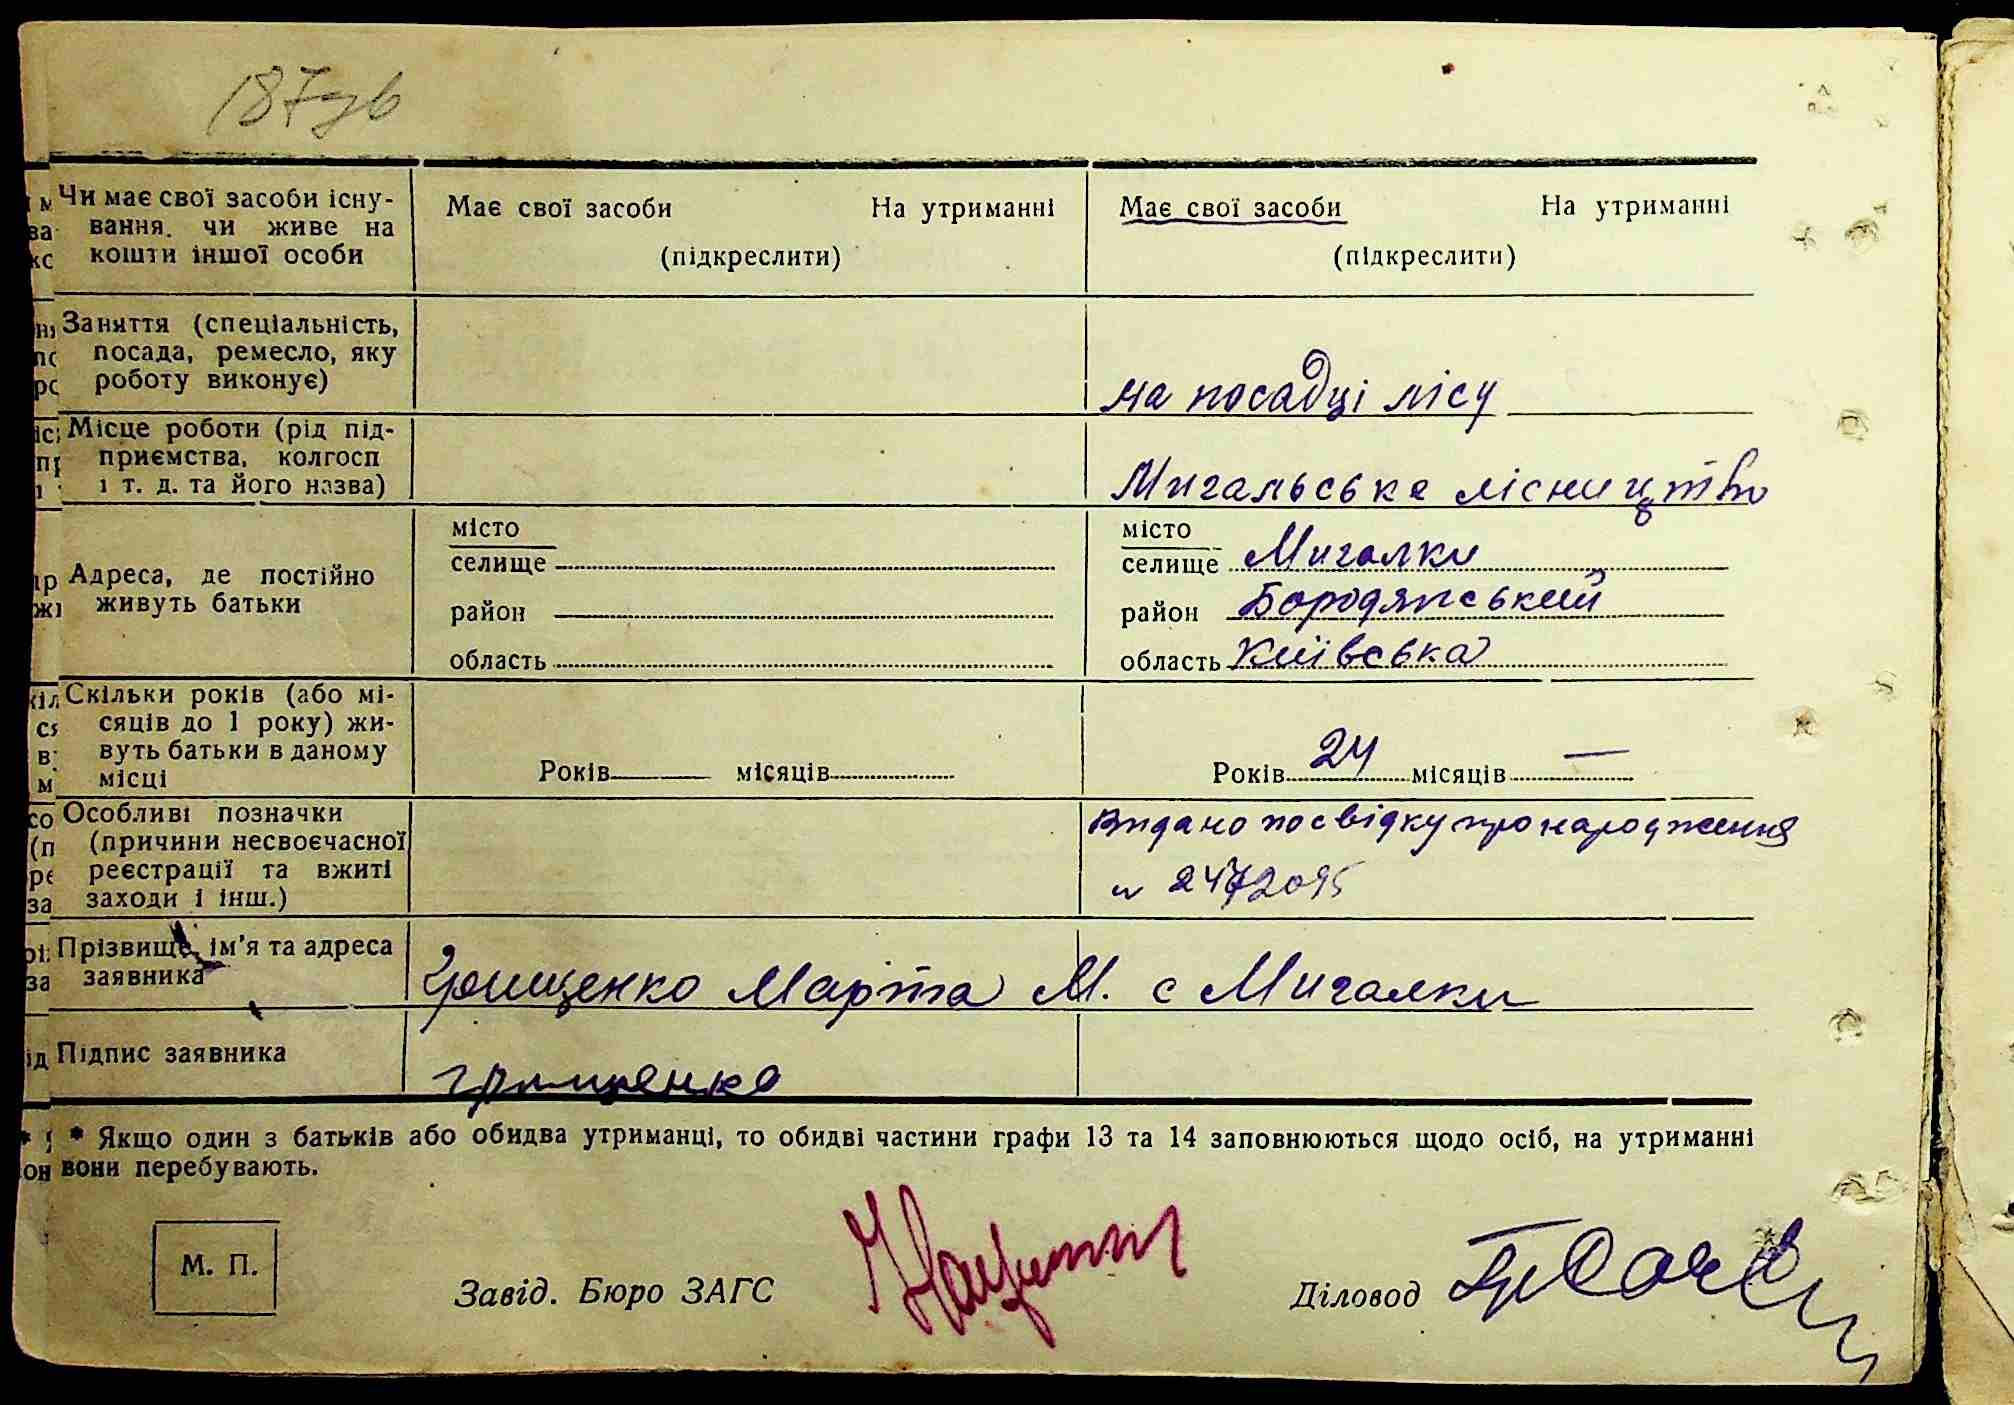 187зв
Чи має свої засоби існу-
вання, чи живе на
кошти іншої особи
Має свої засоби На утриманні
(підкреслити)
Має свої засоби На утриманні
(підкреслити)
Заняття (спеціальність,
посада, ремесло, яку
роботу виконує)
на посадці лісу
Місце роботи (рід під-
приємства, колгосп
і т. д. та його назва)
Мигальське лісництво
Адреса, де постійно
живуть батьки
місто
селище
район
область
місто
селище Мигалки
район Бородянський
область Київська
Скільки років (або мі-
сяців до 1 року) жи-
вуть батьки в даному
місці
Років місяців
Років 24 місяців —
Особливі позначки
(причини несвоєчасної
реєстрації та вжиті
заходи і інш.)
Видано посвідку про народження
Прізвище, ім'я та адреса
заявника
Грищенко Марта М. с Мигалки
Підпис заявника
грищенко
* Якщо один з батьків або обидва утриманці, то обидві частини графи 13 та 14 заповнюються щодо осіб, на утриманні
вони перебувають.
М. П.
Завід. Бюро ЗАГС
Діловод